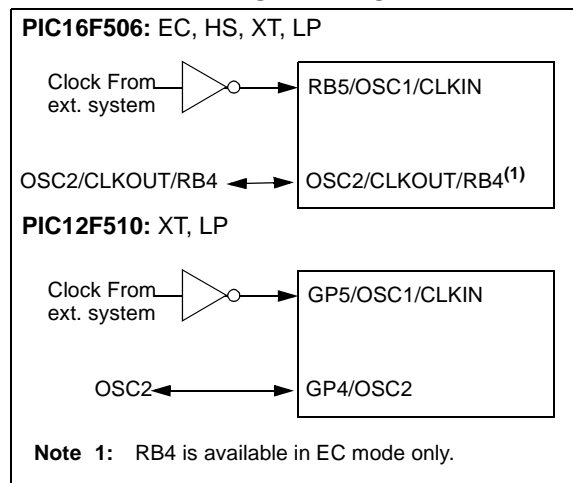 PIC16F506: EC, HS, XT, LP
Clock From
ext. system
RB5/OSC1/CLKIN
OSC2/CLKOUT/RB4
OSC2/CLKOUT/RB4(1)
PIC12F510: XT, LP
Clock From
ext. system
GP5/OSC1/CLKIN
OSC2
GP4/OSC2
Note 1: RB4 is available in EC mode only.